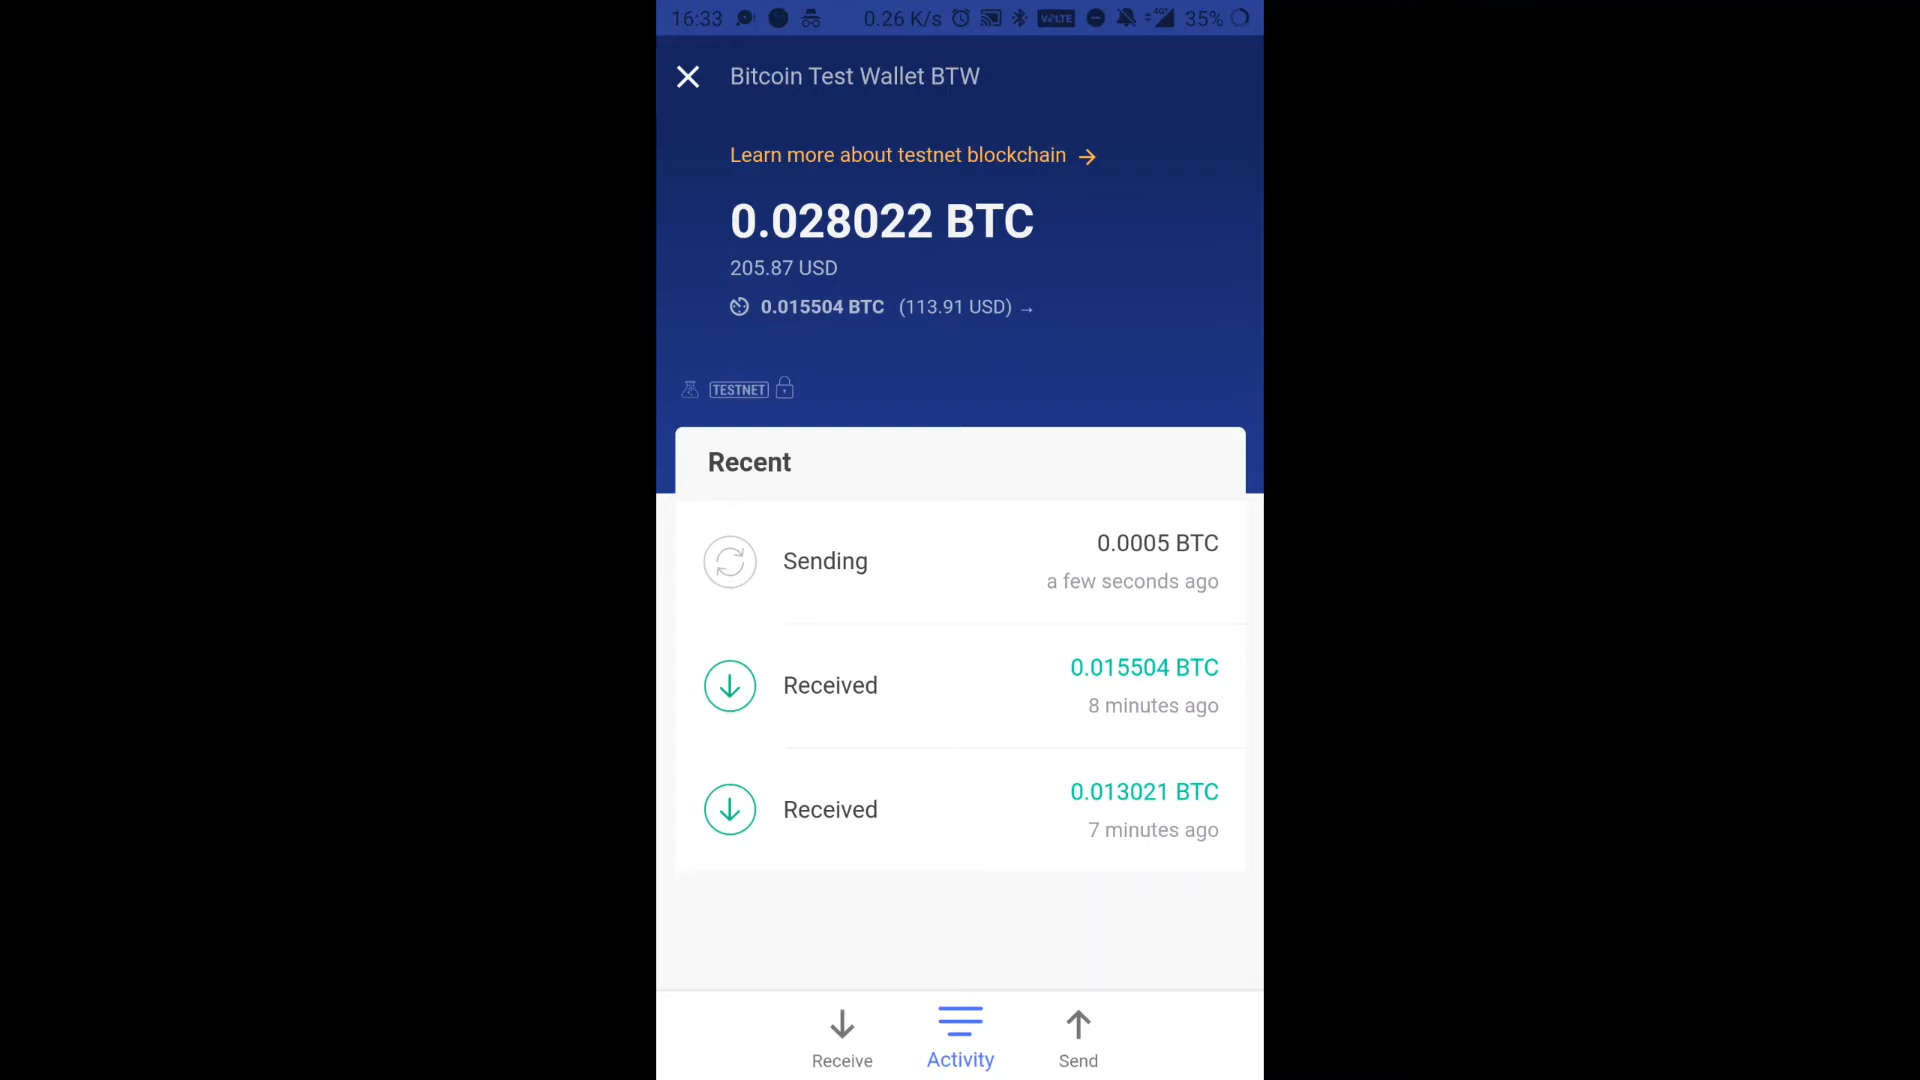 16:33 0.26 K/s VoLTE 4G+ 35%
Bitcoin Test Wallet BTW
Learn more about testnet blockchain →
0.028022 BTC
205.87 USD
0.015504 BTC (113.91 USD) →
TESTNET
Recent
Sending
0.0005 BTC
a few seconds ago
Received
0.015504 BTC
8 minutes ago
Received
0.013021 BTC
7 minutes ago
Receive Activity Send